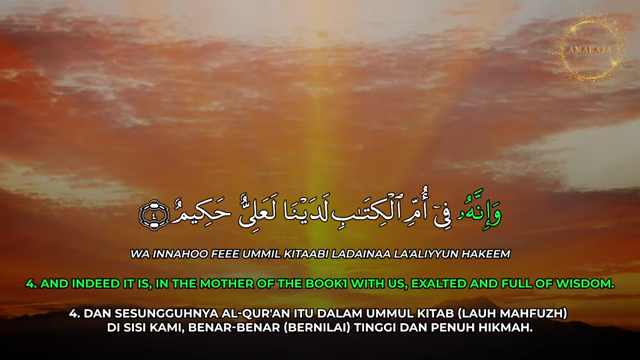 AMARAJA
وَإِنَّهُۥ فِىٓ أُمِّ ٱلْكِتَـٰبِ لَدَيْنَا لَعَلِىٌّ حَكِيمٌ ٤
WA INNAHOO FEEE UMMIL KITAABI LADAINAA LA'ALIYYUN HAKEEM
4. AND INDEED IT IS, IN THE MOTHER OF THE BOOK1 WITH US, EXALTED AND FULL OF WISDOM.
4. DAN SESUNGGUHNYA AL-QUR'AN ITU DALAM UMMUL KITAB (LAUH MAHFUZH)
DI SISI KAMI, BENAR-BENAR (BERNILAI) TINGGI DAN PENUH HIKMAH.